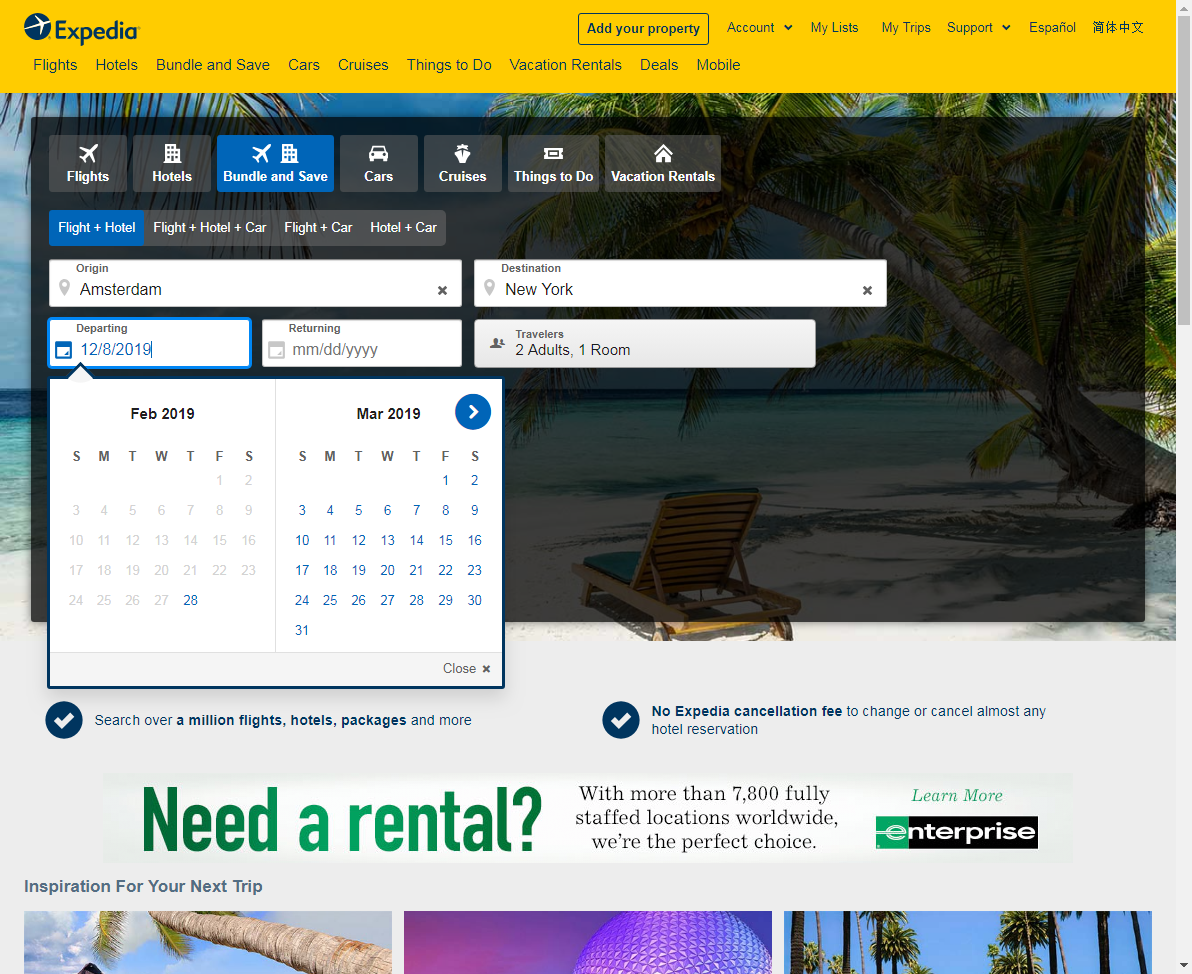 Expedia
Add your property
Account
My Lists
My Trips
Support
Español
简体中文
Flights
Hotels
Bundle and Save
Cars
Cruises
Things to Do
Vacation Rentals
Deals
Mobile
Flights
Hotels
Bundle and Save
Cars
Cruises
Things to Do
Vacation Rentals
Flight + Hotel
Flight + Hotel + Car
Flight + Car
Hotel + Car
Origin
Amsterdam
Destination
New York
Departing
12/8/2019
Returning
mm/dd/yyyy
Travelers
2 Adults, 1 Room
Feb 2019
S M T W T F S
1 2
3 4 5 6 7 8 9
10 11 12 13 14 15 16
17 18 19 20 21 22 23
24 25 26 27 28
Mar 2019
S M T W T F S
1 2
3 4 5 6 7 8 9
10 11 12 13 14 15 16
17 18 19 20 21 22 23
24 25 26 27 28 29 30
31
Close
Search over a million flights, hotels, packages and more
No Expedia cancellation fee to change or cancel almost any
hotel reservation
Need a rental?
With more than 7,800 fully
staffed locations worldwide,
we're the perfect choice.
Learn More
enterprise
Inspiration For Your Next Trip